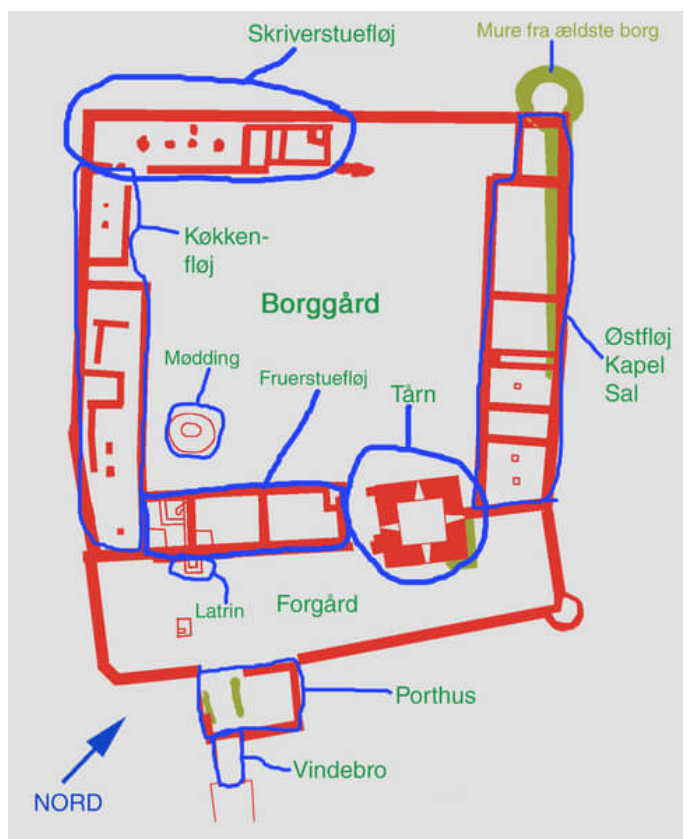 Skriverstuefløj
Mure fra ældste borg
Køkken-
fløj
Borggård
Mødding
Fruerstuefløj
Tårn
Østfløj
Kapel
Sal
Latrin
Forgård
Porthus
Vindebro
NORD